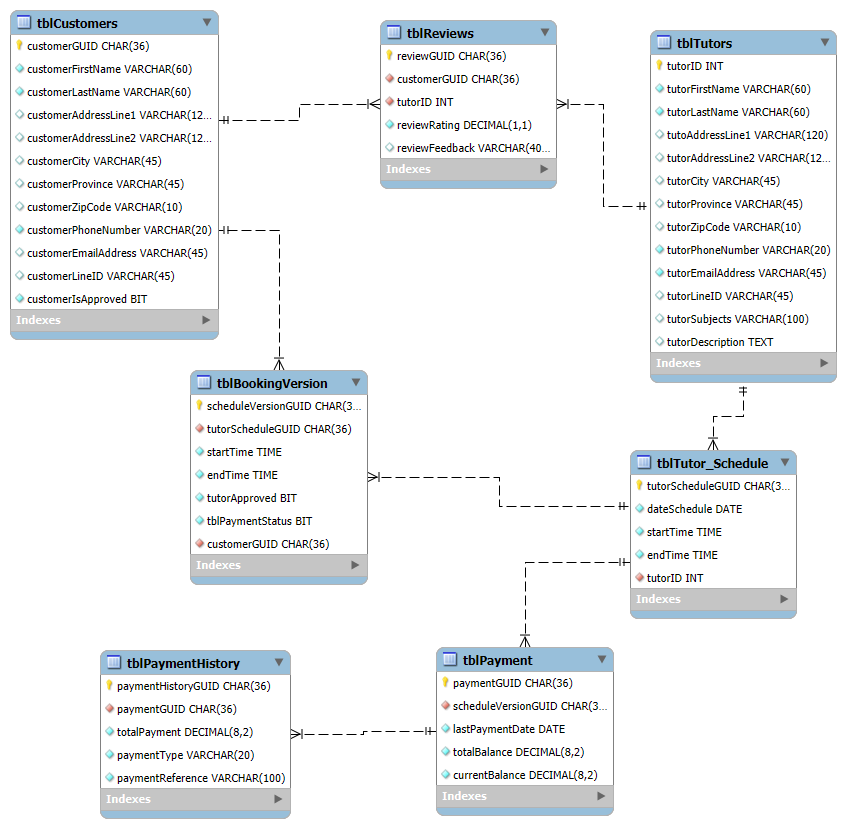 tblCustomers
customerGUID CHAR(36)
customerFirstName VARCHAR(60)
customerLastName VARCHAR(60)
customerAddressLine1 VARCHAR(12...
customerAddressLine2 VARCHAR(12...
customerCity VARCHAR(45)
customerProvince VARCHAR(45)
customerZipCode VARCHAR(10)
customerPhoneNumber VARCHAR(20)
customerEmailAddress VARCHAR(45)
customerLineID VARCHAR(45)
customerIsApproved BIT
Indexes
tblReviews
reviewGUID CHAR(36)
customerGUID CHAR(36)
tutorID INT
reviewRating DECIMAL(1,1)
reviewFeedback VARCHAR(40...
Indexes
tblTutors
tutorID INT
tutorFirstName VARCHAR(60)
tutorLastName VARCHAR(60)
tutoAddressLine1 VARCHAR(120)
tutorAddressLine2 VARCHAR(12...
tutorCity VARCHAR(45)
tutorProvince VARCHAR(45)
tutorZipCode VARCHAR(10)
tutorPhoneNumber VARCHAR(20)
tutorEmailAddress VARCHAR(45)
tutorLineID VARCHAR(45)
tutorSubjects VARCHAR(100)
tutorDescription TEXT
Indexes
tblBookingVersion
scheduleVersionGUID CHAR(3...
tutorScheduleGUID CHAR(36)
startTime TIME
endTime TIME
tutorApproved BIT
tblPaymentStatus BIT
customerGUID CHAR(36)
Indexes
tblTutor_Schedule
tutorScheduleGUID CHAR(3...
dateSchedule DATE
startTime TIME
endTime TIME
tutorID INT
Indexes
tblPaymentHistory
paymentHistoryGUID CHAR(36)
paymentGUID CHAR(36)
totalPayment DECIMAL(8,2)
paymentType VARCHAR(20)
paymentReference VARCHAR(100)
Indexes
tblPayment
paymentGUID CHAR(36)
scheduleVersionGUID CHAR(3...
lastPaymentDate DATE
totalBalance DECIMAL(8,2)
currentBalance DECIMAL(8,2)
Indexes